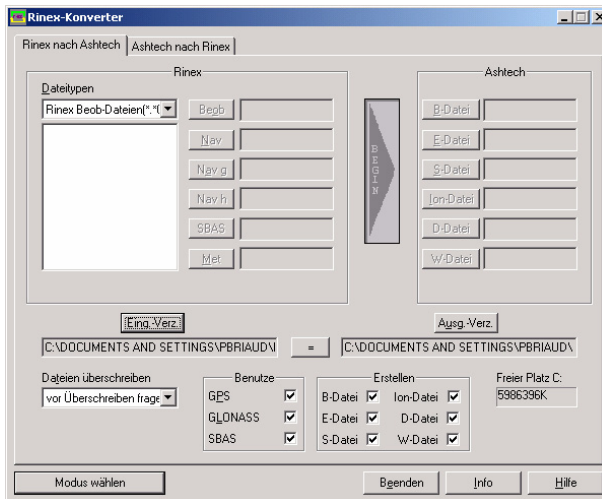 Rinex-Konverter
Rinex nach Ashtech
Ashtech nach Rinex
Rinex
Ashtech
Dateitypen
Rinex Beob-Dateien(*.*
Beob
Nav
Nav g
Nav h
SBAS
Met
BEGIN
B-Datei
E-Datei
S-Datei
Ion-Datei
D-Datei
W-Datei
Eing.-Verz.
Ausg.-Verz.
C:\DOCUMENTS AND SETTINGS\PBRIAUD\
=
C:\DOCUMENTS AND SETTINGS\PBRIAUD\
Dateien überschreiben
vor Überschreiben frage
Benutze
GPS
GLONASS
SBAS
Erstellen
B-Datei Ion-Datei
E-Datei D-Datei
S-Datei W-Datei
Freier Platz C:
5986396K
Modus wählen
Beenden
Info
Hilfe